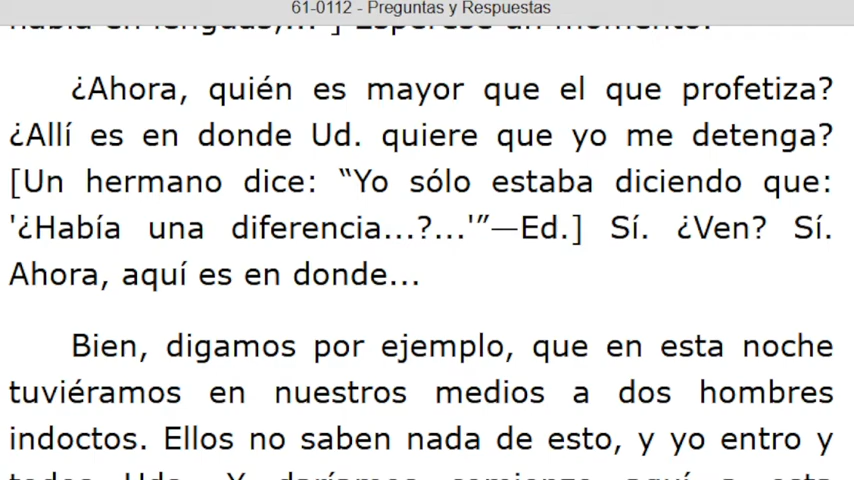 61-0112 - Preguntas y Respuestas
¿Ahora, quién es mayor que el que profetiza?
¿Allí es en donde Ud. quiere que yo me detenga?
[Un hermano dice: “Yo sólo estaba diciendo que:
'¿Había una diferencia...?...'”—Ed.] Sí. ¿Ven? Sí.
Ahora, aquí es en donde...
Bien, digamos por ejemplo, que en esta noche
tuviéramos en nuestros medios a dos hombres
indoctos. Ellos no saben nada de esto, y yo entro y